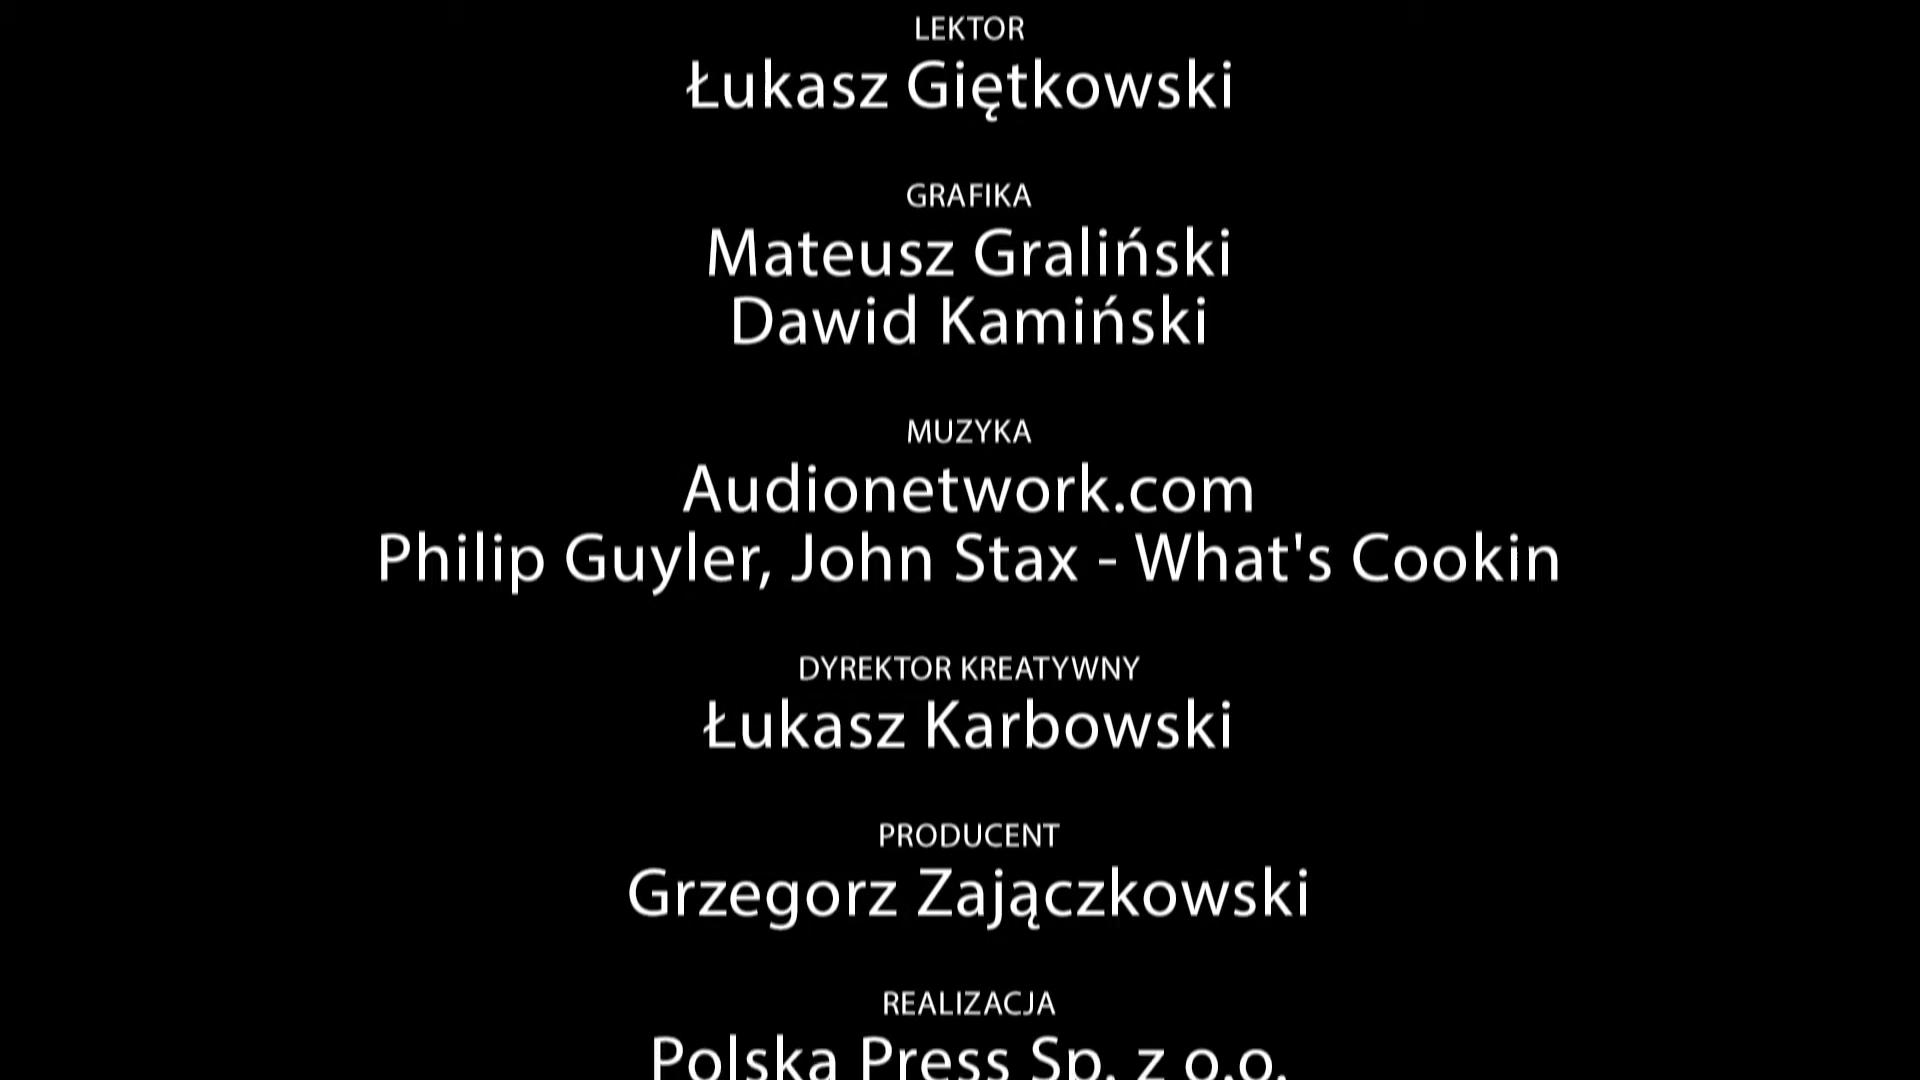 LEKTOR
Łukasz Giętkowski
GRAFIKA
Mateusz Graliński
Dawid Kamiński
MUZYKA
Audionetwork.com
Philip Guyler, John Stax - What's Cookin
DYREKTOR KREATYWNY
Łukasz Karbowski
PRODUCENT
Grzegorz Zajączkowski
REALIZACJA
Polska Press Sp. z o.o.